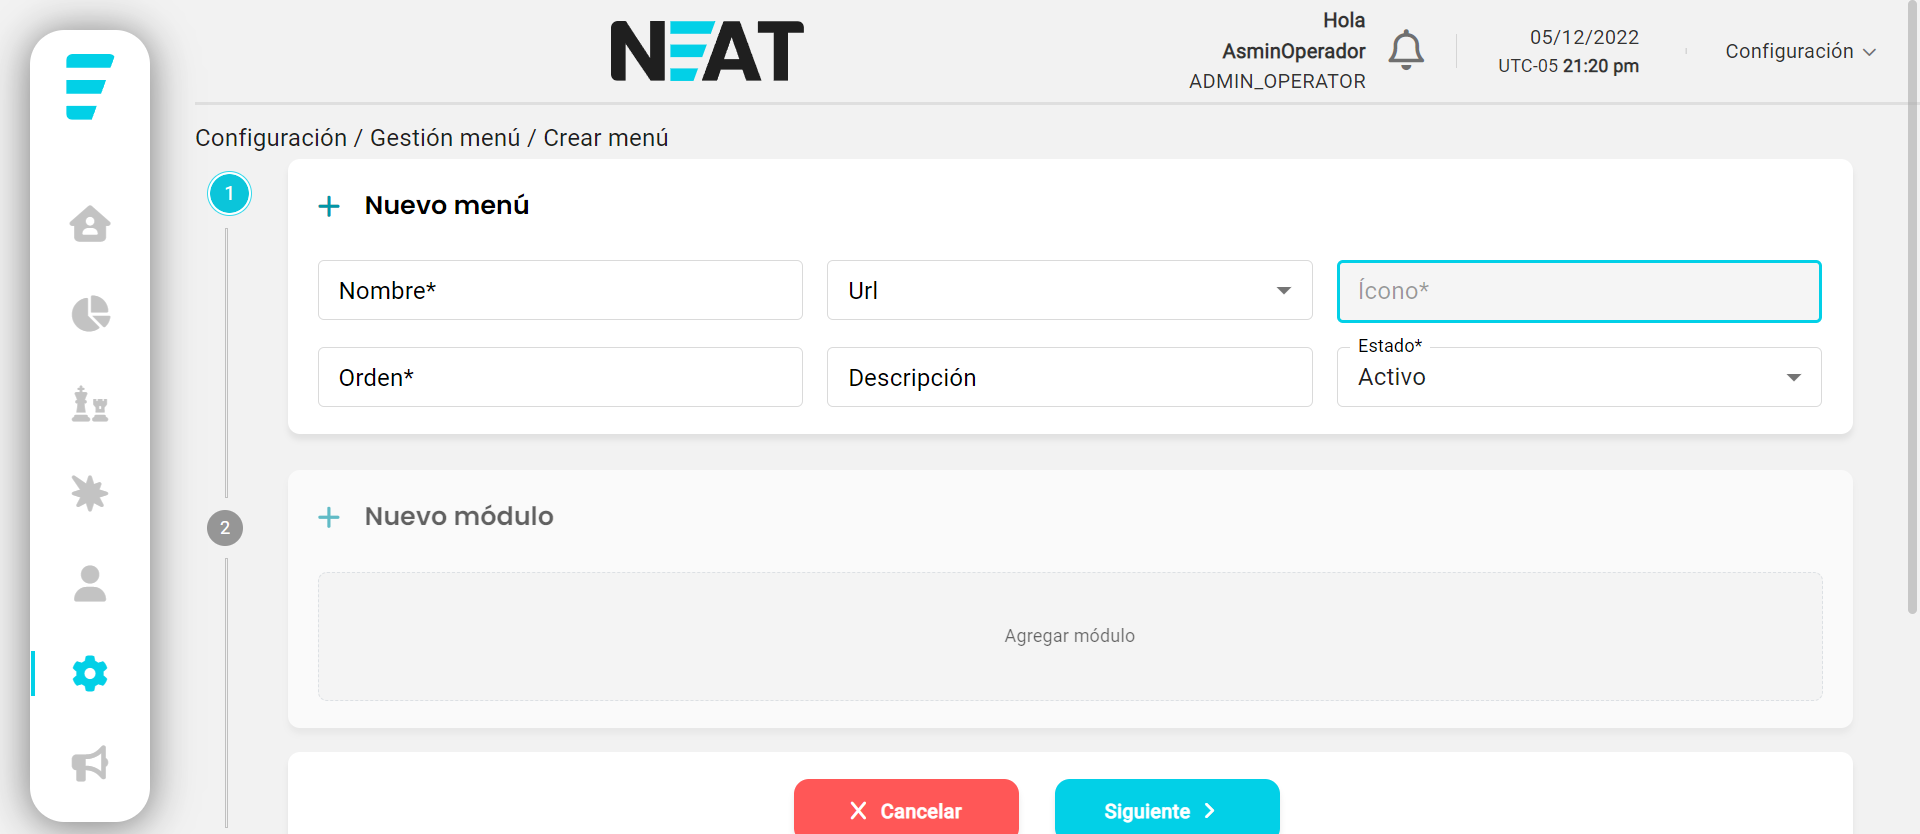 NEAT
Hola
AsminOperador
ADMIN_OPERATOR
05/12/2022
UTC-05 21:20 pm
Configuración
Configuración / Gestión menú / Crear menú
1
Nuevo menú
Nombre*
Url
Ícono*
Orden*
Descripción
Estado*
Activo
2
Nuevo módulo
Agregar módulo
Cancelar
Siguiente